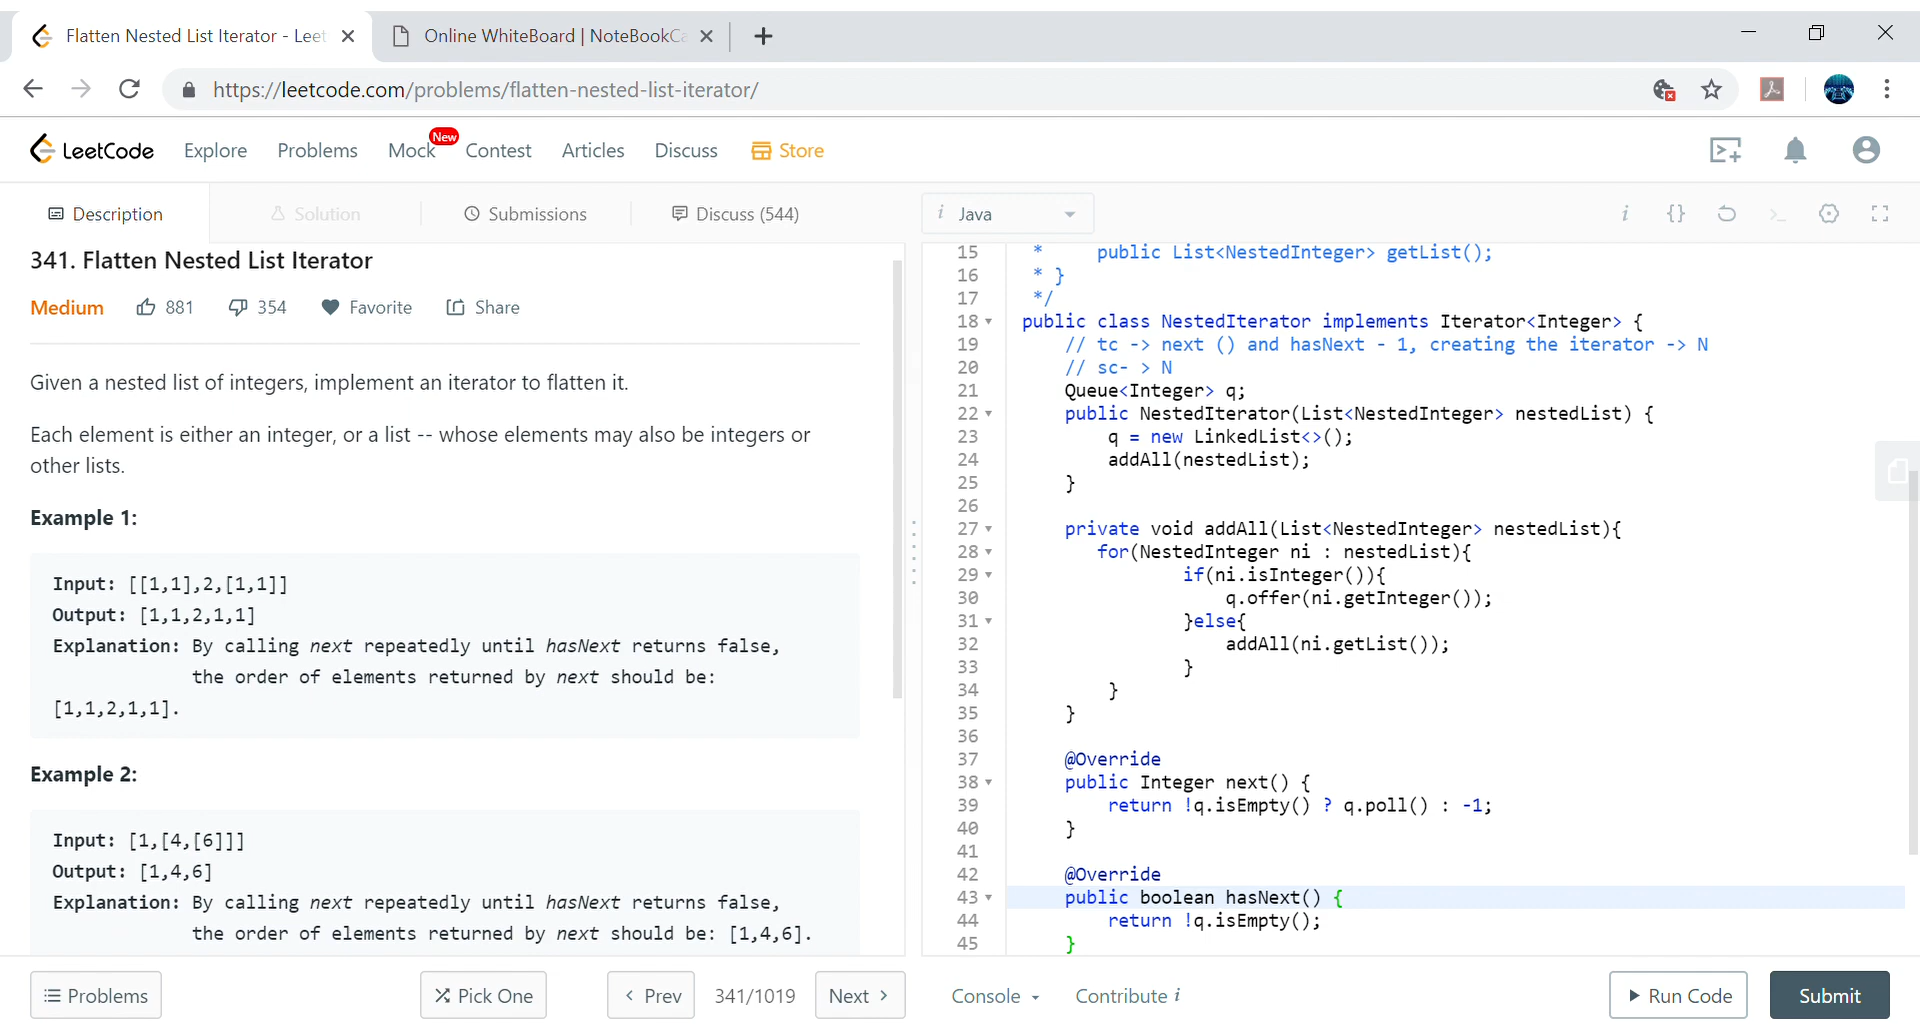 Flatten Nested List Iterator - Leet
Online WhiteBoard | NoteBookCa
https://leetcode.com/problems/flatten-nested-list-iterator/
LeetCode
Explore
Problems
Mock
New
Contest
Articles
Discuss
Store
Description
Solution
Submissions
Discuss (544)
i Java
341. Flatten Nested List Iterator
Medium
881
354
Favorite
Share
Given a nested list of integers, implement an iterator to flatten it.
Each element is either an integer, or a list -- whose elements may also be integers or
other lists.
Example 1:
Input: [[1,1],2,[1,1]]
Output: [1,1,2,1,1]
Explanation: By calling next repeatedly until hasNext returns false,
the order of elements returned by next should be:
[1,1,2,1,1].
Example 2:
Input: [1,[4,[6]]]
Output: [1,4,6]
Explanation: By calling next repeatedly until hasNext returns false,
the order of elements returned by next should be: [1,4,6].
15 *     public List<NestedInteger> getList();
16 * }
17 */
18 public class NestedIterator implements Iterator<Integer> {
19     // tc -> next () and hasNext - 1, creating the iterator -> N
20     // sc- > N
21     Queue<Integer> q;
22     public NestedIterator(List<NestedInteger> nestedList) {
23         q = new LinkedList<>();
24         addAll(nestedList);
25     }
26
27     private void addAll(List<NestedInteger> nestedList){
28        for(NestedInteger ni : nestedList){
29                if(ni.isInteger()){
30                    q.offer(ni.getInteger());
31                }else{
32                    addAll(ni.getList());
33                }
34         }
35     }
36
37     @Override
38     public Integer next() {
39         return !q.isEmpty() ? q.poll() : -1;
40     }
41
42     @Override
43     public boolean hasNext() {
44         return !q.isEmpty();
45     }
Problems
Pick One
< Prev
341/1019
Next >
Console
Contribute i
Run Code
Submit